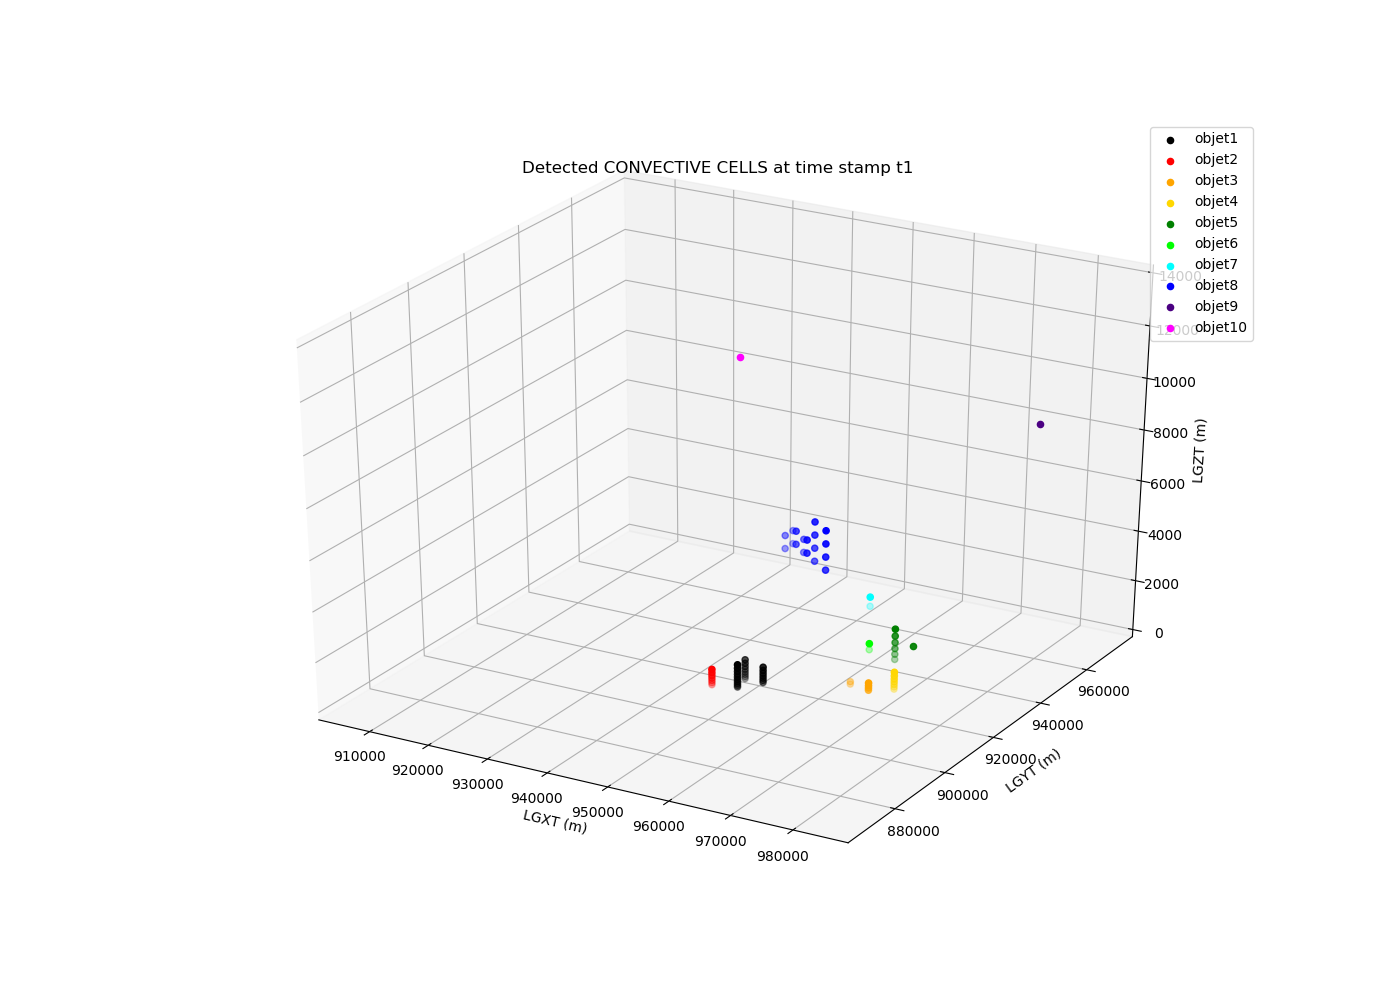 Detected CONVECTIVE CELLS at time stamp t1
objet1
objet2
objet3
objet4
objet5
objet6
objet7
objet8
objet9
objet10
14000
12000
10000
8000
6000
4000
2000
0
LGZT (m)
960000
940000
920000
900000
880000
LGYT (m)
910000
920000
930000
940000
950000
960000
970000
980000
LGXT (m)